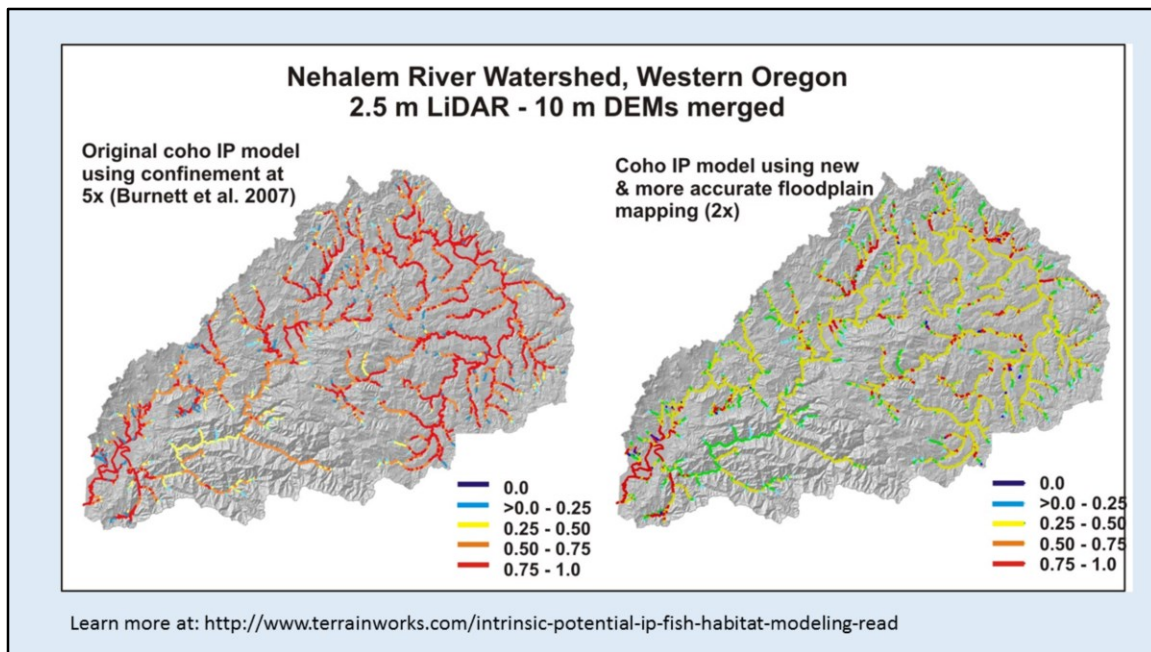 Nehalem River Watershed, Western Oregon
2.5 m LiDAR - 10 m DEMs merged
Original coho IP model
using confinement at
5x (Burnett et al. 2007)
Coho IP model using new
& more accurate floodplain
mapping (2x)
0.0
>0.0 - 0.25
0.25 - 0.50
0.50 - 0.75
0.75 - 1.0
0.0
>0.0 - 0.25
0.25 - 0.50
0.50 - 0.75
0.75 - 1.0
Learn more at: http://www.terrainworks.com/intrinsic-potential-ip-fish-habitat-modeling-read